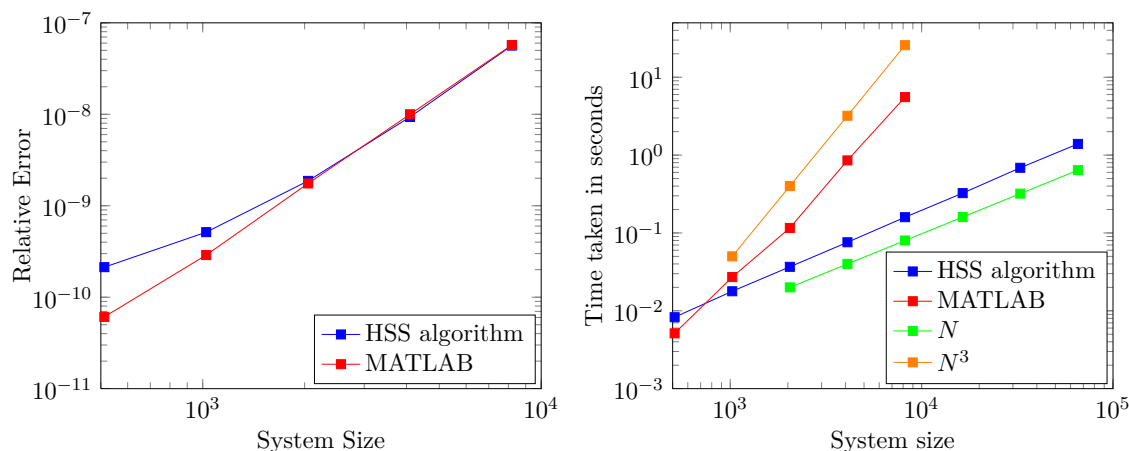 10^{-7}
10^{-8}
10^{-9}
10^{-10}
10^{-11}
Relative Error
10^3
10^4
System Size
HSS algorithm
MATLAB
10^1
10^0
10^{-1}
10^{-2}
10^{-3}
Time taken in seconds
10^3
10^4
10^5
System size
HSS algorithm
MATLAB
N
N^3